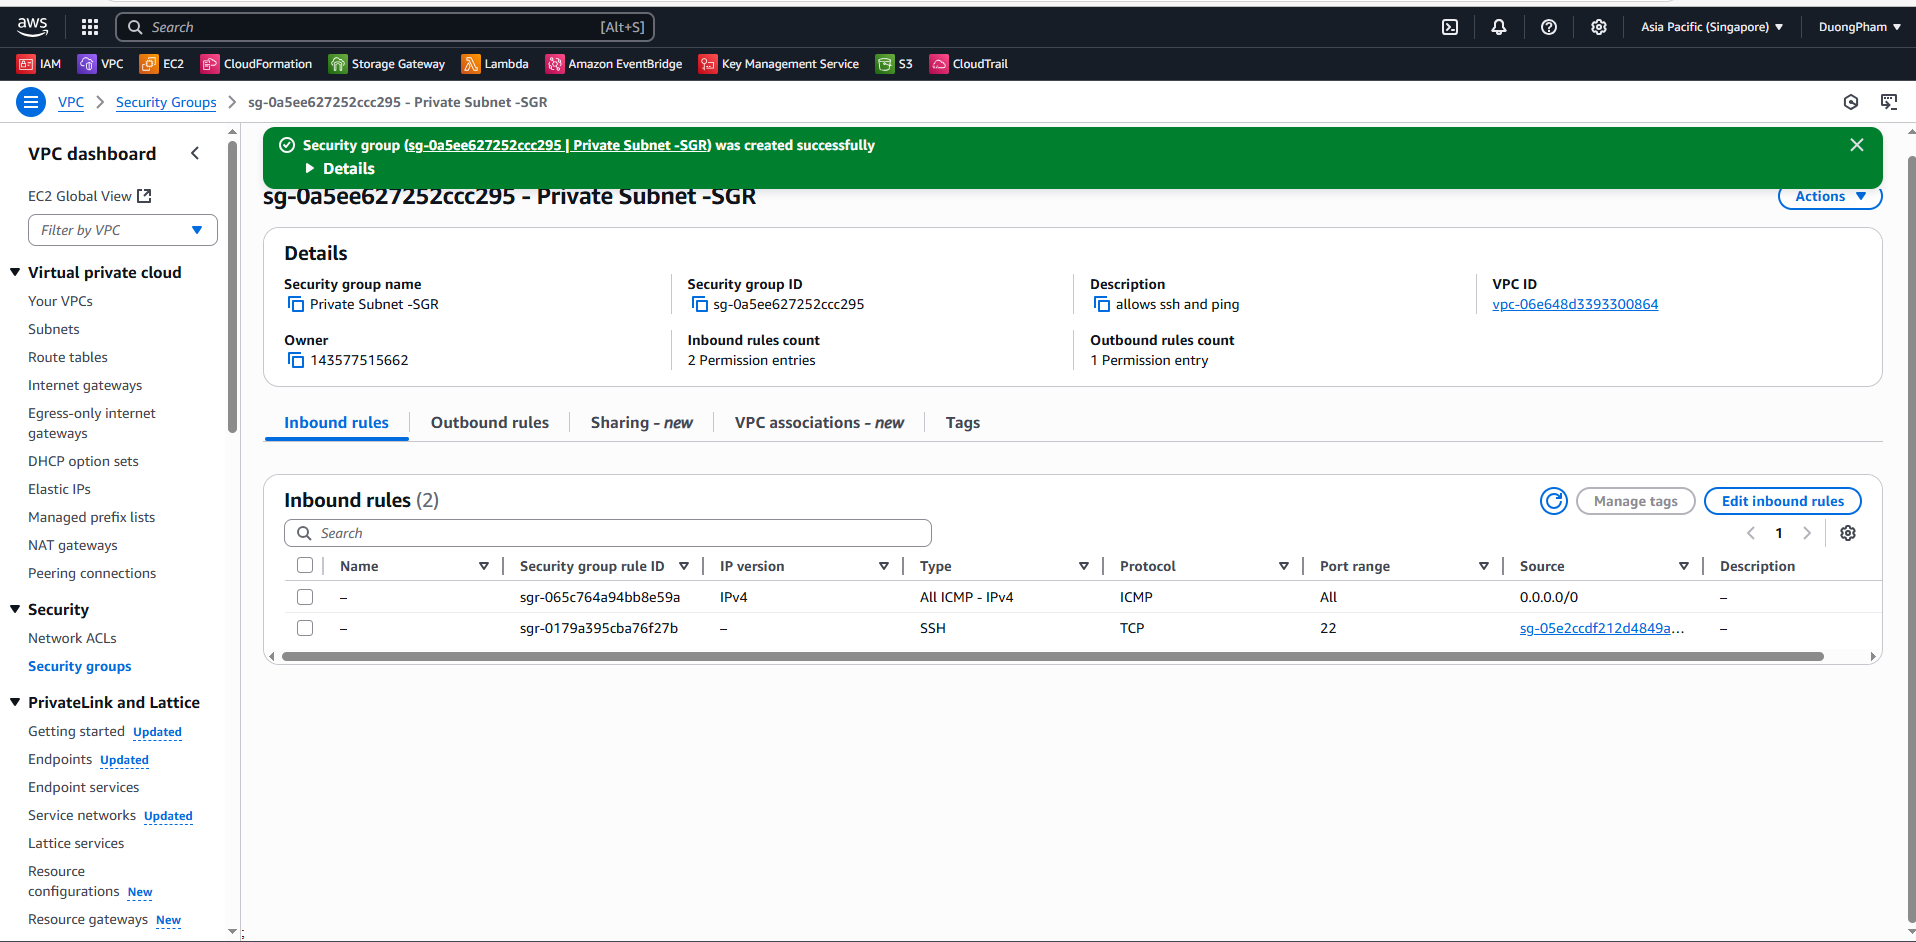 aws
Search [Alt+S]
Asia Pacific (Singapore)
DuongPham
IAM
VPC
EC2
CloudFormation
Storage Gateway
Lambda
Amazon EventBridge
Key Management Service
S3
CloudTrail
VPC
Security Groups
sg-0a5ee627252ccc295 - Private Subnet -SGR
VPC dashboard
EC2 Global View
Filter by VPC
Virtual private cloud
Your VPCs
Subnets
Route tables
Internet gateways
Egress-only internet
gateways
DHCP option sets
Elastic IPs
Managed prefix lists
NAT gateways
Peering connections
Security
Network ACLs
Security groups
PrivateLink and Lattice
Getting started Updated
Endpoints Updated
Endpoint services
Service networks Updated
Lattice services
Resource
configurations New
Resource gateways New
Security group (sg-0a5ee627252ccc295 | Private Subnet -SGR) was created successfully
Details
sg-0a5ee627252ccc295 - Private Subnet -SGR
Actions
Details
Security group name
Private Subnet -SGR
Security group ID
sg-0a5ee627252ccc295
Description
allows ssh and ping
VPC ID
vpc-06e648d3393300864
Owner
143577515662
Inbound rules count
2 Permission entries
Outbound rules count
1 Permission entry
Inbound rules
Outbound rules
Sharing - new
VPC associations - new
Tags
Inbound rules (2)
Manage tags
Edit inbound rules
Search
1
Name Security group rule ID IP version Type Protocol Port range Source Description
– sgr-065c764a94bb8e59a IPv4 All ICMP - IPv4 ICMP All 0.0.0.0/0 –
– sgr-0179a395cba76f27b – SSH TCP 22 sg-05e2ccdf212d4849a... –
;